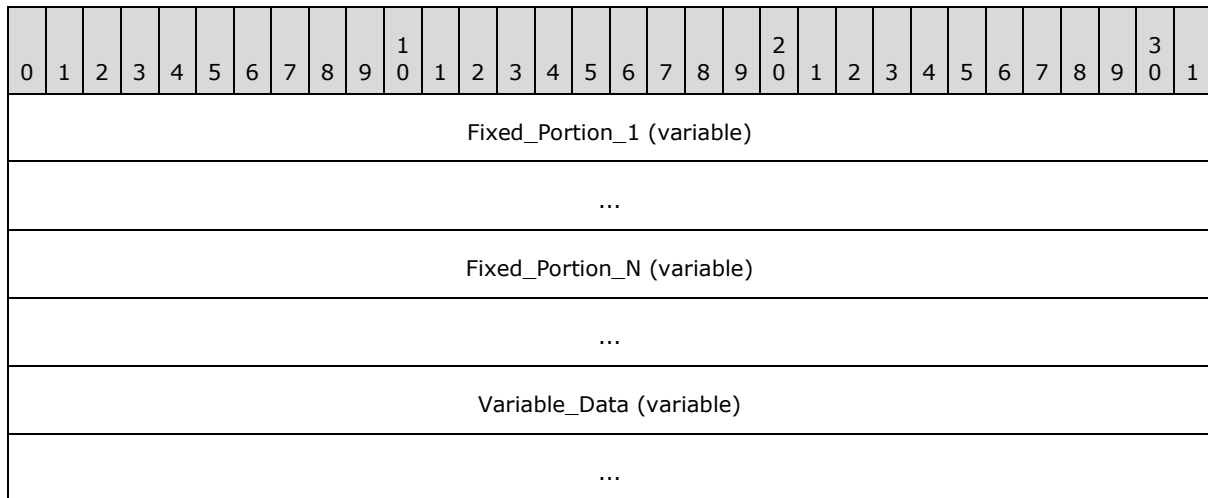 0 1 2 3 4 5 6 7 8 9 1 0 1 2 3 4 5 6 7 8 9 2 0 1 2 3 4 5 6 7 8 9 3 0 1
Fixed_Portion_1 (variable)
...
Fixed_Portion_N (variable)
...
Variable_Data (variable)
...